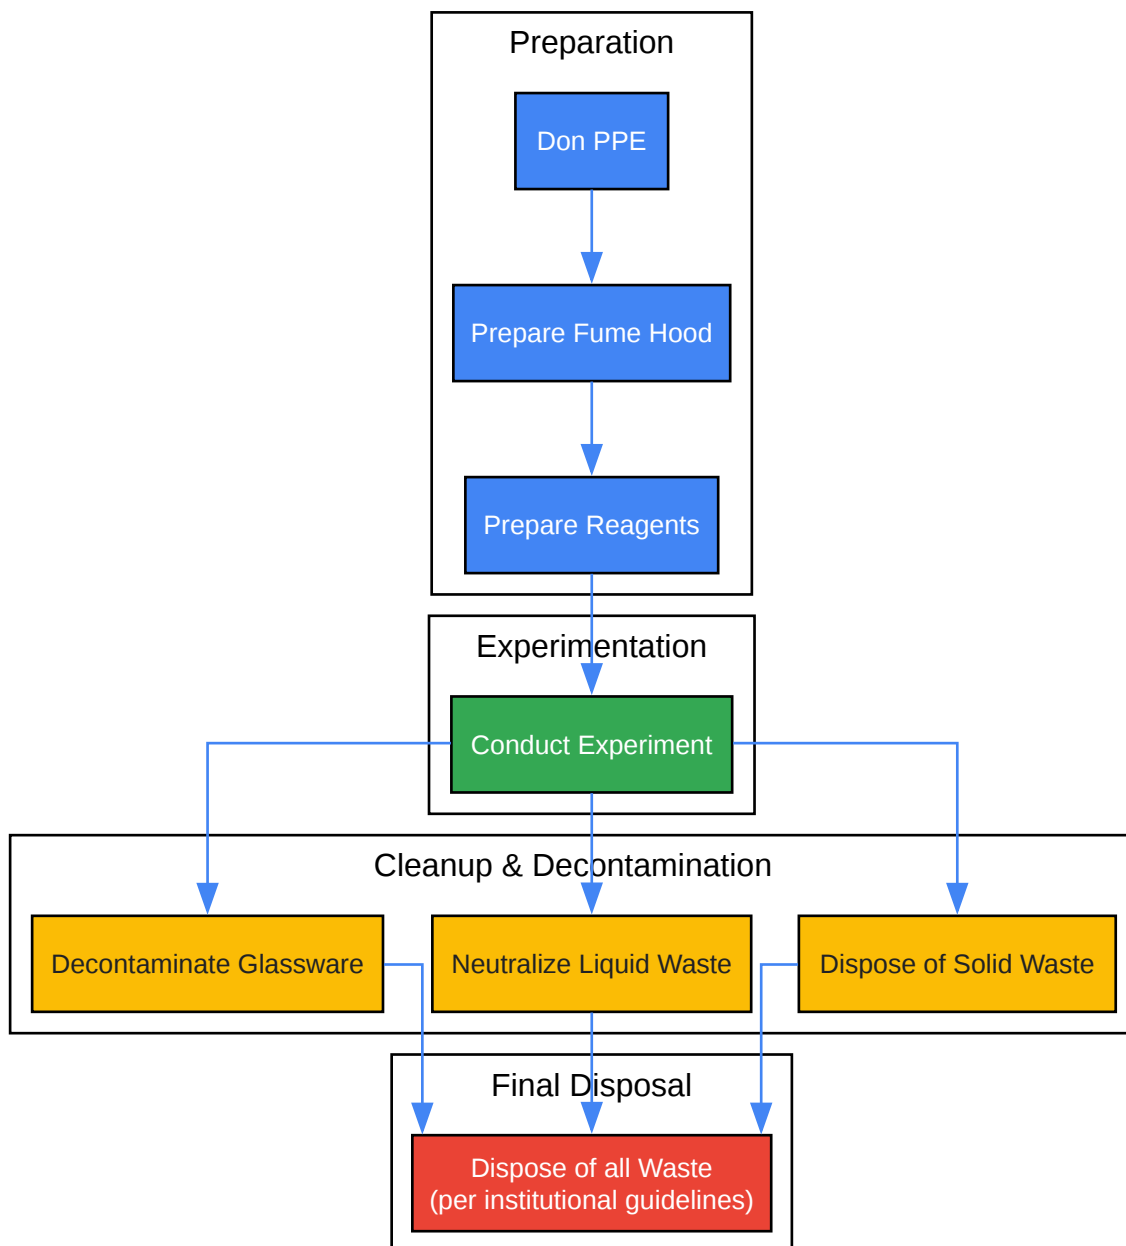 Preparation
Don PPE
Prepare Fume Hood
Prepare Reagents
Experimentation
Conduct Experiment
Cleanup & Decontamination
Decontaminate Glassware
Neutralize Liquid Waste
Dispose of Solid Waste
Final Disposal
Dispose of all Waste
(per institutional guidelines)